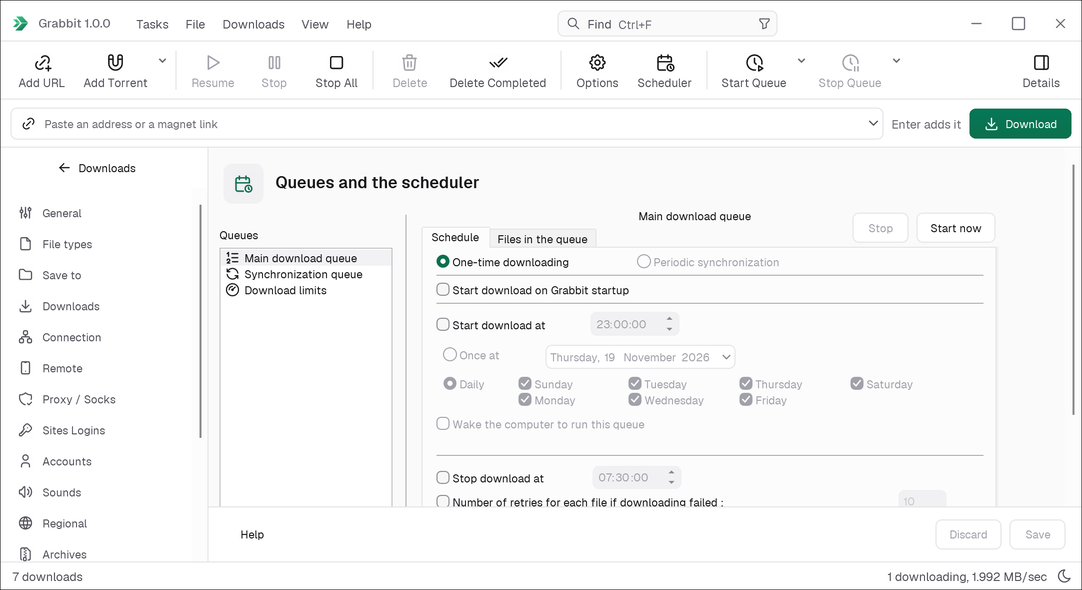 Grabbit 1.0.0 Tasks File Downloads View Help Find Ctrl+F
Add URL Add Torrent Resume Stop Stop All Delete Delete Completed Options Scheduler Start Queue Stop Queue Details
Paste an address or a magnet link Enter adds it Download
Downloads
General
File types
Save to
Downloads
Connection
Remote
Proxy / Socks
Sites Logins
Accounts
Sounds
Regional
Archives
Queues and the scheduler
Queues
Main download queue
Synchronization queue
Download limits
Main download queue Stop Start now
Schedule Files in the queue
One-time downloading Periodic synchronization
Start download on Grabbit startup
Start download at 23:00:00
Once at Thursday, 19 November 2026
Daily Sunday Tuesday Thursday Saturday
Monday Wednesday Friday
Wake the computer to run this queue
Stop download at 07:30:00
Number of retries for each file if downloading failed : 10
Help Discard Save
7 downloads 1 downloading, 1.992 MB/sec